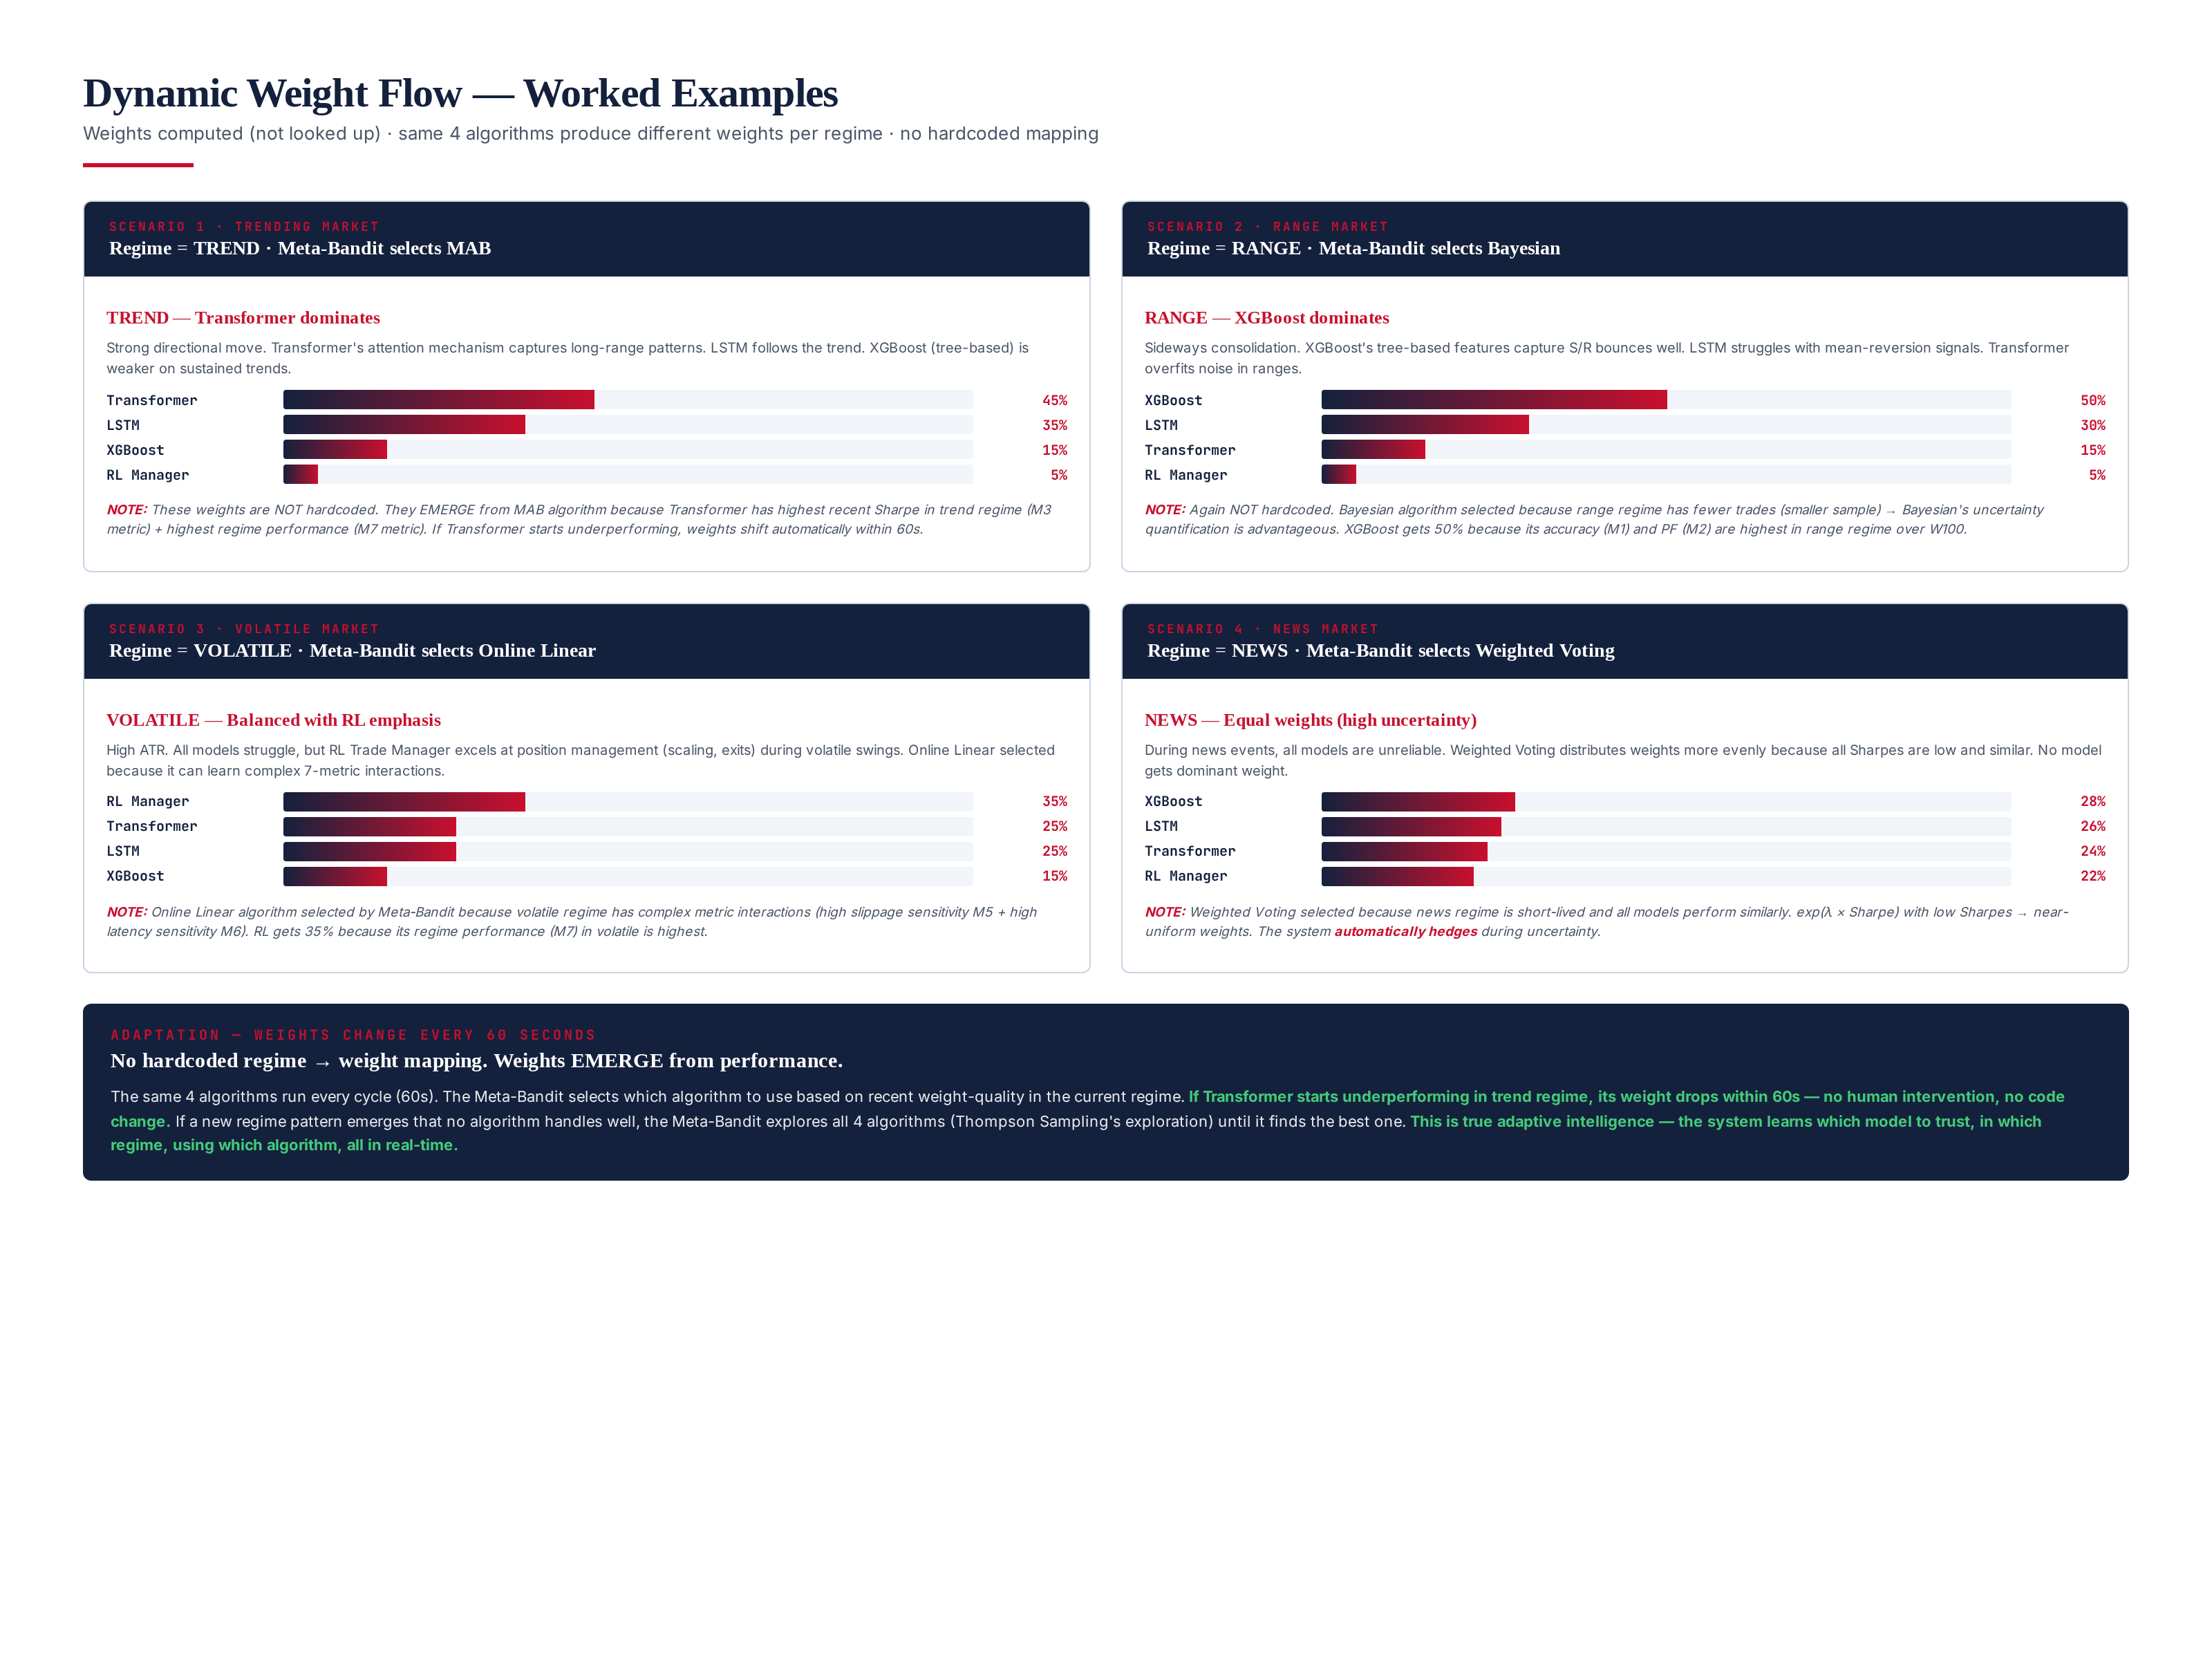 Dynamic Weight Flow — Worked Examples
Weights computed (not looked up) · same 4 algorithms produce different weights per regime · no hardcoded mapping
SCENARIO 1 · TRENDING MARKET
Regime = TREND · Meta-Bandit selects MAB
TREND — Transformer dominates
Strong directional move. Transformer's attention mechanism captures long-range patterns. LSTM follows the trend. XGBoost (tree-based) is
weaker on sustained trends.
Transformer 45%
LSTM 35%
XGBoost 15%
RL Manager 5%
NOTE: These weights are NOT hardcoded. They EMERGE from MAB algorithm because Transformer has highest recent Sharpe in trend regime (M3
metric) + highest regime performance (M7 metric). If Transformer starts underperforming, weights shift automatically within 60s.
SCENARIO 2 · RANGE MARKET
Regime = RANGE · Meta-Bandit selects Bayesian
RANGE — XGBoost dominates
Sideways consolidation. XGBoost's tree-based features capture S/R bounces well. LSTM struggles with mean-reversion signals. Transformer
overfits noise in ranges.
XGBoost 50%
LSTM 30%
Transformer 15%
RL Manager 5%
NOTE: Again NOT hardcoded. Bayesian algorithm selected because range regime has fewer trades (smaller sample) → Bayesian's uncertainty
quantification is advantageous. XGBoost gets 50% because its accuracy (M1) and PF (M2) are highest in range regime over W100.
SCENARIO 3 · VOLATILE MARKET
Regime = VOLATILE · Meta-Bandit selects Online Linear
VOLATILE — Balanced with RL emphasis
High ATR. All models struggle, but RL Trade Manager excels at position management (scaling, exits) during volatile swings. Online Linear selected
because it can learn complex 7-metric interactions.
RL Manager 35%
Transformer 25%
LSTM 25%
XGBoost 15%
NOTE: Online Linear algorithm selected by Meta-Bandit because volatile regime has complex metric interactions (high slippage sensitivity M5 + high
latency sensitivity M6). RL gets 35% because its regime performance (M7) in volatile is highest.
SCENARIO 4 · NEWS MARKET
Regime = NEWS · Meta-Bandit selects Weighted Voting
NEWS — Equal weights (high uncertainty)
During news events, all models are unreliable. Weighted Voting distributes weights more evenly because all Sharpes are low and similar. No model
gets dominant weight.
XGBoost 28%
LSTM 26%
Transformer 24%
RL Manager 22%
NOTE: Weighted Voting selected because news regime is short-lived and all models perform similarly. exp(λ × Sharpe) with low Sharpes → near-
uniform weights. The system automatically hedges during uncertainty.
ADAPTATION — WEIGHTS CHANGE EVERY 60 SECONDS
No hardcoded regime → weight mapping. Weights EMERGE from performance.
The same 4 algorithms run every cycle (60s). The Meta-Bandit selects which algorithm to use based on recent weight-quality in the current regime. If Transformer starts underperforming in trend regime, its weight drops within 60s — no human intervention, no code
change. If a new regime pattern emerges that no algorithm handles well, the Meta-Bandit explores all 4 algorithms (Thompson Sampling's exploration) until it finds the best one. This is true adaptive intelligence — the system learns which model to trust, in which
regime, using which algorithm, all in real-time.